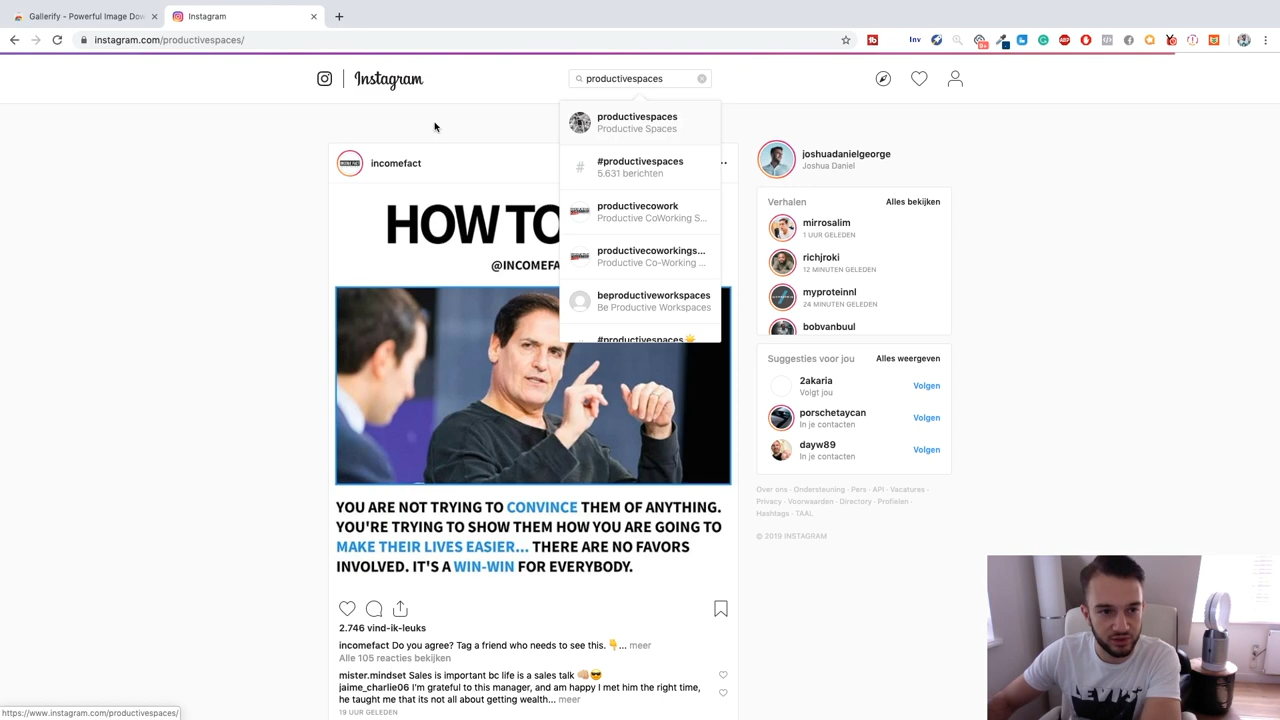 Gallerify - Powerful Image Dov
Instagram
instagram.com/productivespaces/
Inv
Instagram
productivespaces
productivespaces
Productive Spaces
#productivespaces
5.631 berichten
productivecowork
Productive CoWorking S...
productivecoworkings...
Productive Co-Working ...
beproductiveworkspaces
Be Productive Workspaces
#productivespaces☀️
incomefact
HOW TO
@INCOMEFA
YOU ARE NOT TRYING TO CONVINCE THEM OF ANYTHING.
YOU'RE TRYING TO SHOW THEM HOW YOU ARE GOING TO
MAKE THEIR LIVES EASIER... THERE ARE NO FAVORS
INVOLVED. IT'S A WIN-WIN FOR EVERYBODY.
2.746 vind-ik-leuks
incomefact Do you agree? Tag a friend who needs to see this. 👇... meer
Alle 105 reacties bekijken
mister.mindset Sales is important bc life is a sales talk 👊🏼😎
jaime_charlie06 I'm grateful to this manager, and am happy I met him the right time,
he taught me that its not all about getting wealth... meer
19 UUR GELEDEN
joshuadanielgeorge
Joshua Daniel
Verhalen Alles bekijken
mirrosalim
1 UUR GELEDEN
richjroki
12 MINUTEN GELEDEN
myproteinnl
24 MINUTEN GELEDEN
bobvanbuul
Suggesties voor jou Alles weergeven
2akaria
Volgt jou
Volgen
porschetaycan
In je contacten
Volgen
dayw89
In je contacten
Volgen
Over ons · Ondersteuning · Pers · API · Vacatures ·
Privacy · Voorwaarden · Directory · Profielen ·
Hashtags · TAAL
© 2019 INSTAGRAM
https://www.instagram.com/productivespaces/